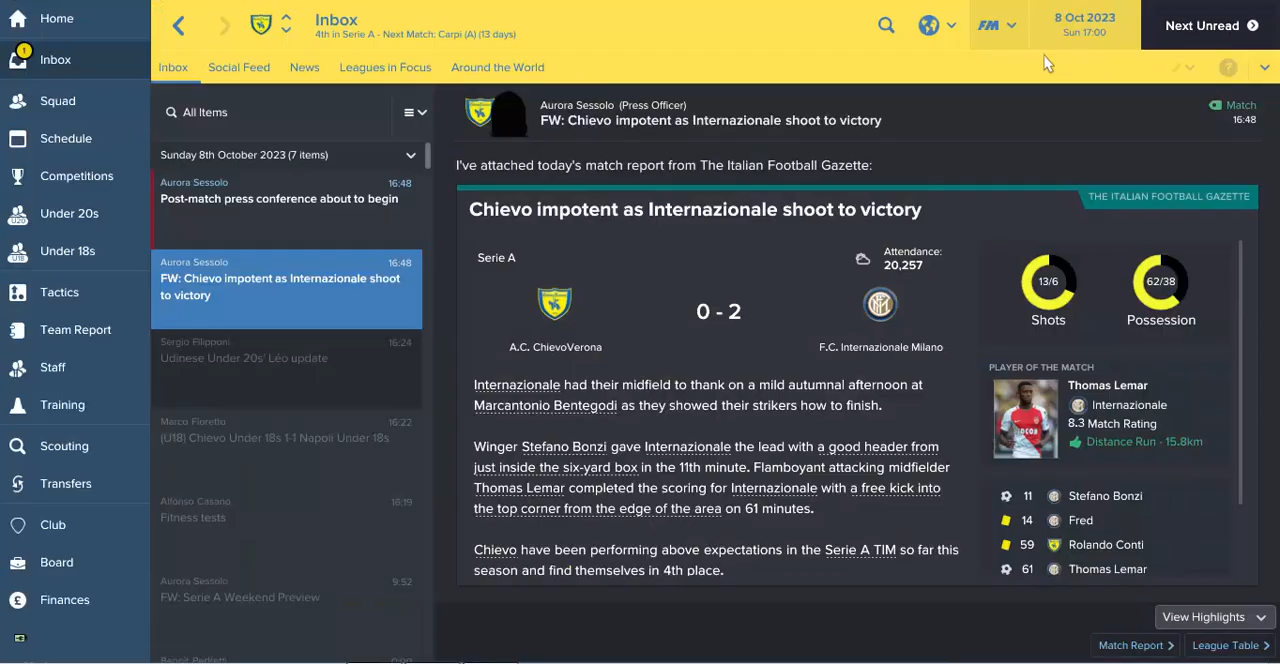 Home
Inbox
4th in Serie A - Next Match: Carpi (A) (13 days)
FM
8 Oct 2023
Sun 17:00
Next Unread
!
Inbox
Inbox
Social Feed
News
Leagues in Focus
Around the World
?
Squad
Schedule
Competitions
U20s
Under 20s
U18
Under 18s
Tactics
Team Report
Staff
Training
Scouting
Transfers
Club
Board
£
Finances
All Items
Sunday 8th October 2023 (7 items)
Aurora Sessolo 16:48
Post-match press conference about to begin
Aurora Sessolo 16:48
FW: Chievo impotent as Internazionale shoot
to victory
Sergio Filipponi 16:24
Udinese Under 20s' Léo update
Marco Fioretto 16:22
(U18) Chievo Under 18s 1-1 Napoli Under 18s
Alfonso Casano 16:19
Fitness tests
Aurora Sessolo 9:52
FW: Serie A Weekend Preview
Aurora Sessolo (Press Officer)
FW: Chievo impotent as Internazionale shoot to victory
Match
16:48
I've attached today's match report from The Italian Football Gazette:
THE ITALIAN FOOTBALL GAZETTE
Chievo impotent as Internazionale shoot to victory
Serie A
Attendance:
20,257
0 - 2
A.C. ChievoVerona
F.C. Internazionale Milano
13/6
Shots
62/38
Possession
Internazionale had their midfield to thank on a mild autumnal afternoon at
Marcantonio Bentegodi as they showed their strikers how to finish.
Winger Stefano Bonzi gave Internazionale the lead with a good header from
just inside the six-yard box in the 11th minute. Flamboyant attacking midfielder
Thomas Lemar completed the scoring for Internazionale with a free kick into
the top corner from the edge of the area on 61 minutes.
Chievo have been performing above expectations in the Serie A TIM so far this
season and find themselves in 4th place.
PLAYER OF THE MATCH
Thomas Lemar
Internazionale
8.3 Match Rating
Distance Run - 15.8km
11 Stefano Bonzi
14 Fred
59 Rolando Conti
61 Thomas Lemar
View Highlights
Match Report
League Table